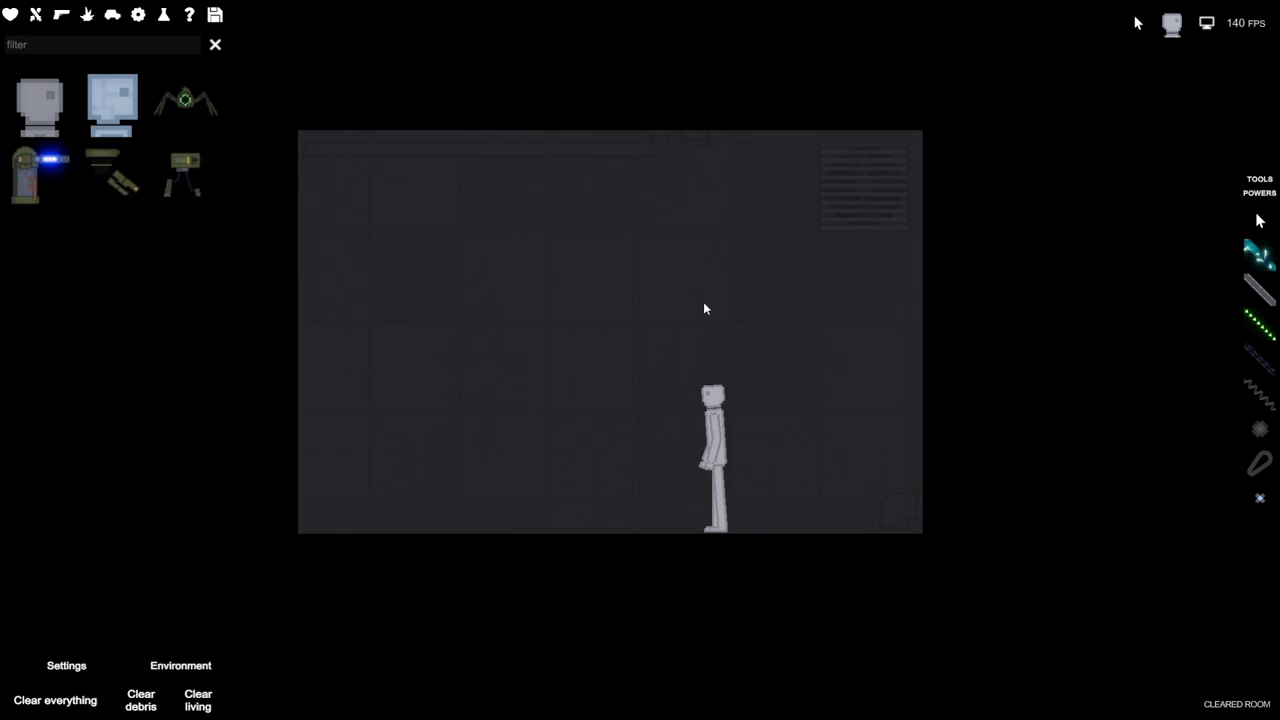 140 FPS
filter
TOOLS
POWERS
Settings
Environment
Clear everything
Clear debris
Clear living
CLEARED ROOM